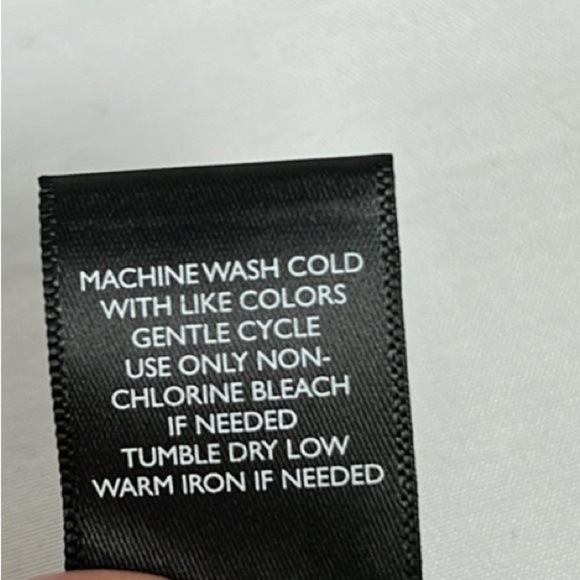 MACHINE WASH COLD
WITH LIKE COLORS
GENTLE CYCLE
USE ONLY NON-
CHLORINE BLEACH
IF NEEDED
TUMBLE DRY LOW
WARM IRON IF NEEDED